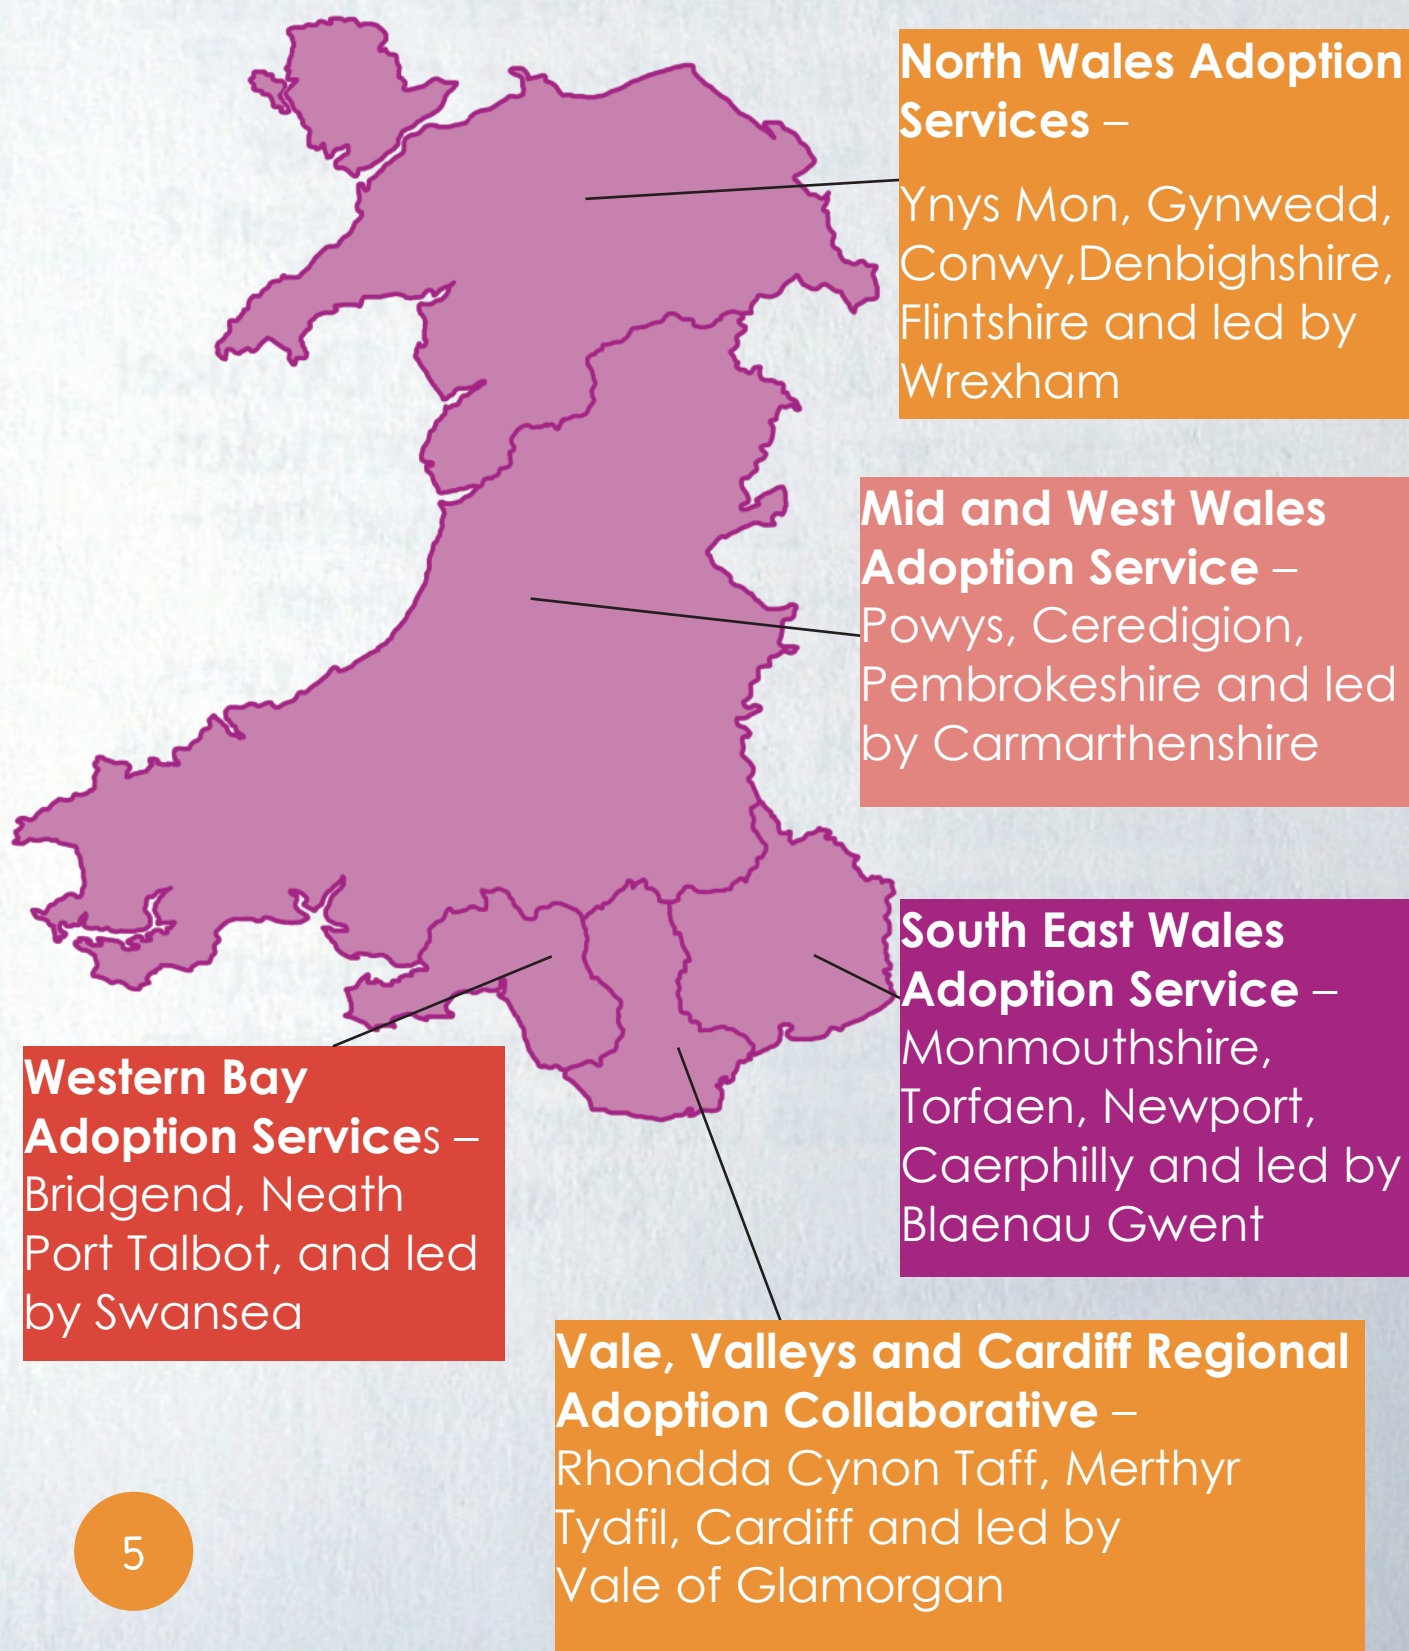 North Wales Adoption
Services –
Ynys Mon, Gynwedd,
Conwy,Denbighshire,
Flintshire and led by
Wrexham
Mid and West Wales
Adoption Service –
Powys, Ceredigion,
Pembrokeshire and led
by Carmarthenshire
South East Wales
Adoption Service –
Monmouthshire,
Torfaen, Newport,
Caerphilly and led by
Blaenau Gwent
Western Bay
Adoption Services –
Bridgend, Neath
Port Talbot, and led
by Swansea
Vale, Valleys and Cardiff Regional
Adoption Collaborative –
Rhondda Cynon Taff, Merthyr
Tydfil, Cardiff and led by
Vale of Glamorgan
5